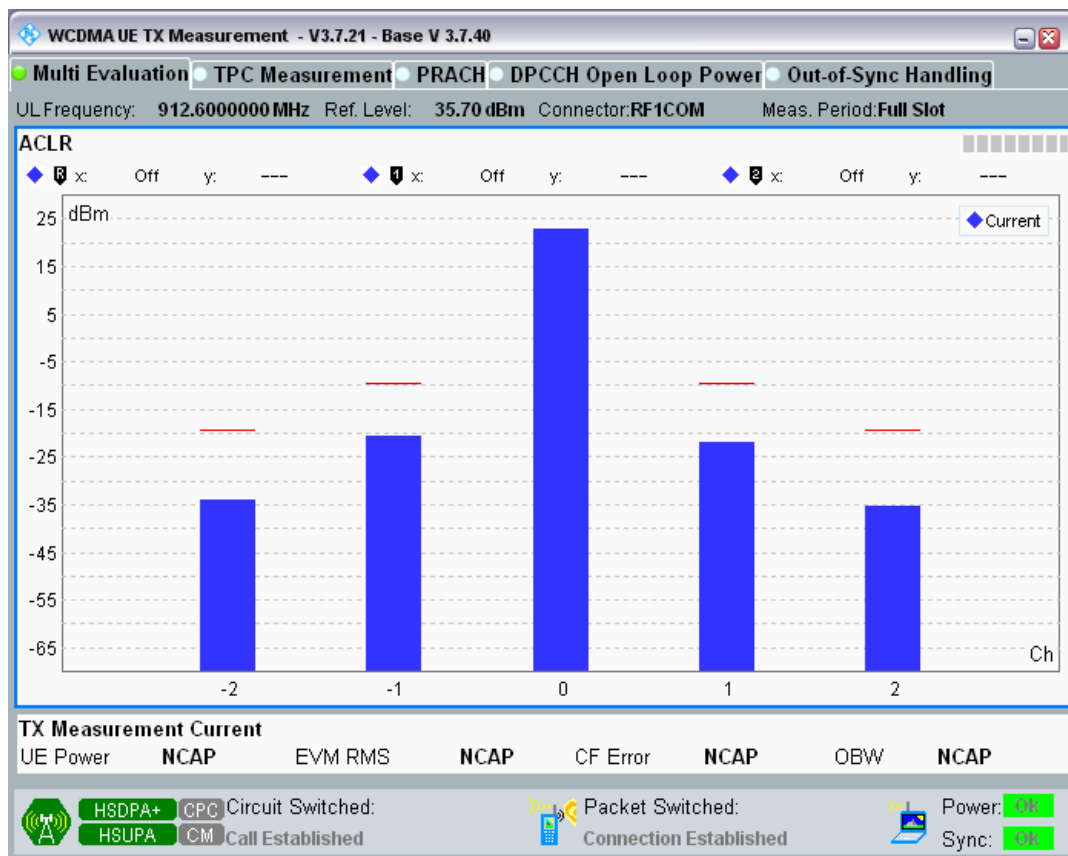 WCDMA UE TX Measurement - V3.7.21 - Base V 3.7.40
Multi Evaluation TPC Measurement PRACH DPCCH Open Loop Power Out-of-Sync Handling
UL Frequency: 912.6000000 MHz Ref. Level: 35.70 dBm Connector:RF1COM Meas. Period:Full Slot
ACLR
R x: Off y: --- 1 x: Off y: --- 2 x: Off y: ---
dBm
Current
25
15
5
-5
-15
-25
-35
-45
-55
-65
Ch
-2 -1 0 1 2
TX Measurement Current
UE Power NCAP EVM RMS NCAP CF Error NCAP OBW NCAP
HSDPA+ CPC Circuit Switched: Packet Switched: Power: OK
HSUPA CM Call Established Connection Established Sync: OK